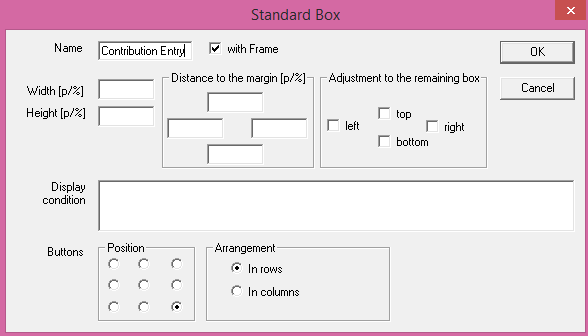 Standard Box
Name
Contribution Entry
with Frame
OK
Width [p/%]
Height [p/%]
Distance to the margin [p/%]
Adjustment to the remaining box
left
top
right
bottom
Cancel
Display
condition
Buttons
Position
Arrangement
In rows
In columns